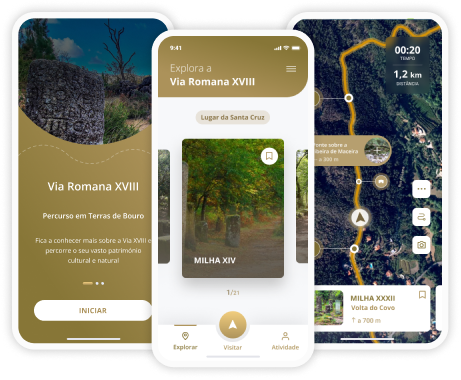 Via Romana XVIII
Percurso em Terras de Bouro
Fica a conhecer mais sobre a Via XVIII e
percorre o seu vasto património
cultural e natural
INICIAR
9:41
Explora a
Via Romana XVIII
Lugar da Santa Cruz
MILHA XIV
1/21
Explorar
Visitar
Atividade
00:20
TEMPO
1,2 km
DISTÂNCIA
Ponte sobre a
Ribeira de Maceira
a 300 m
MILHA XXXII
Volta do Covo
a 700 m